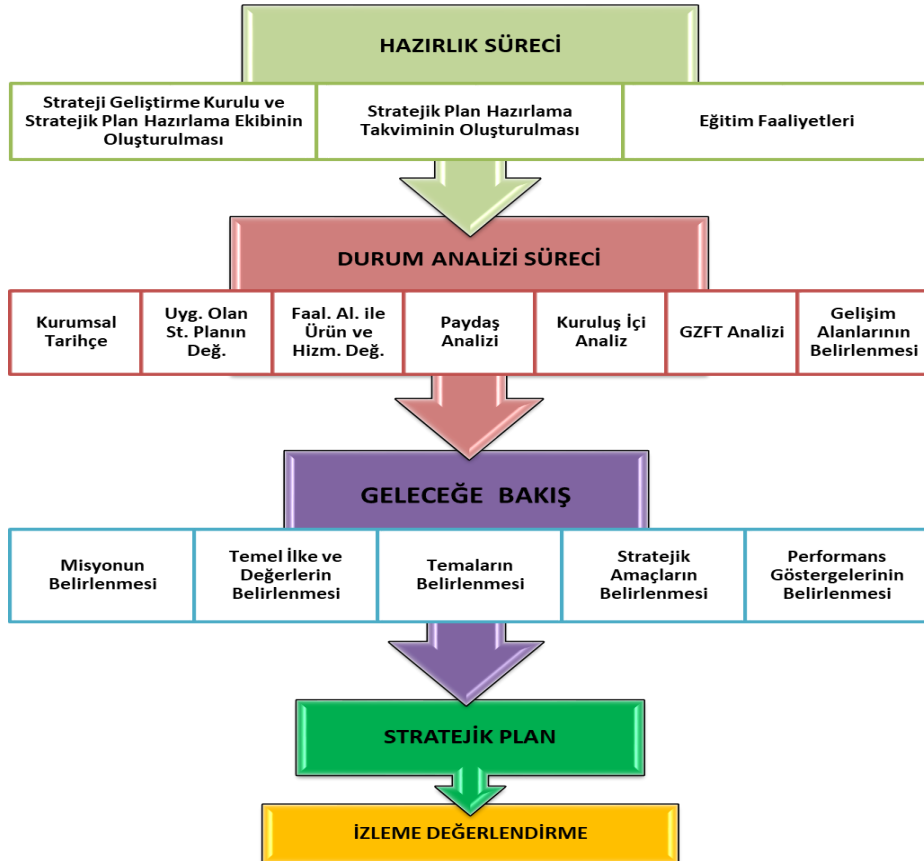 HAZIRLIK SÜRECİ
Strateji Geliştirme Kurulu ve
Stratejik Plan Hazırlama Ekibinin
Oluşturulması
Stratejik Plan Hazırlama
Takviminin Oluşturulması
Eğitim Faaliyetleri
DURUM ANALİZİ SÜRECİ
Kurumsal
Tarihçe
Uyg. Olan
St. Planın
Değ.
Faal. Al. ile
Ürün ve
Hizm. Değ.
Paydaş
Analizi
Kuruluş İçi
Analiz
GZFT Analizi
Gelişim
Alanlarının
Belirlenmesi
GELECEĞE BAKIŞ
Misyonun
Belirlenmesi
Temel İlke ve
Değerlerin
Belirlenmesi
Temaların
Belirlenmesi
Stratejik
Amaçların
Belirlenmesi
Performans
Göstergelerinin
Belirlenmesi
STRATEJİK PLAN
İZLEME DEĞERLENDİRME